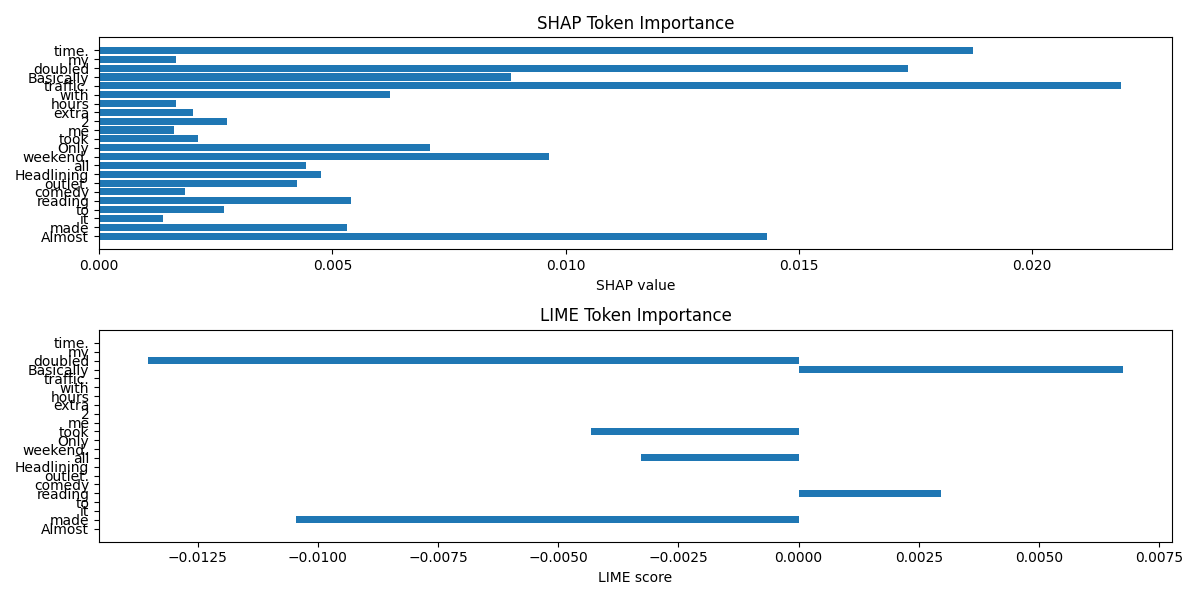 SHAP Token Importance
time.
my
doubled
Basically
traffic.
with
hours
extra
2
me
took
Only
weekend.
all
Headlining
outlet.
comedy
reading
to
it
made
Almost
0.000 0.005 0.010 0.015 0.020
SHAP value
LIME Token Importance
time.
my
doubled
Basically
traffic.
with
hours
extra
2
me
took
Only
weekend.
all
Headlining
outlet.
comedy
reading
to
it
made
Almost
−0.0125 −0.0100 −0.0075 −0.0050 −0.0025 0.0000 0.0025 0.0050 0.0075
LIME score